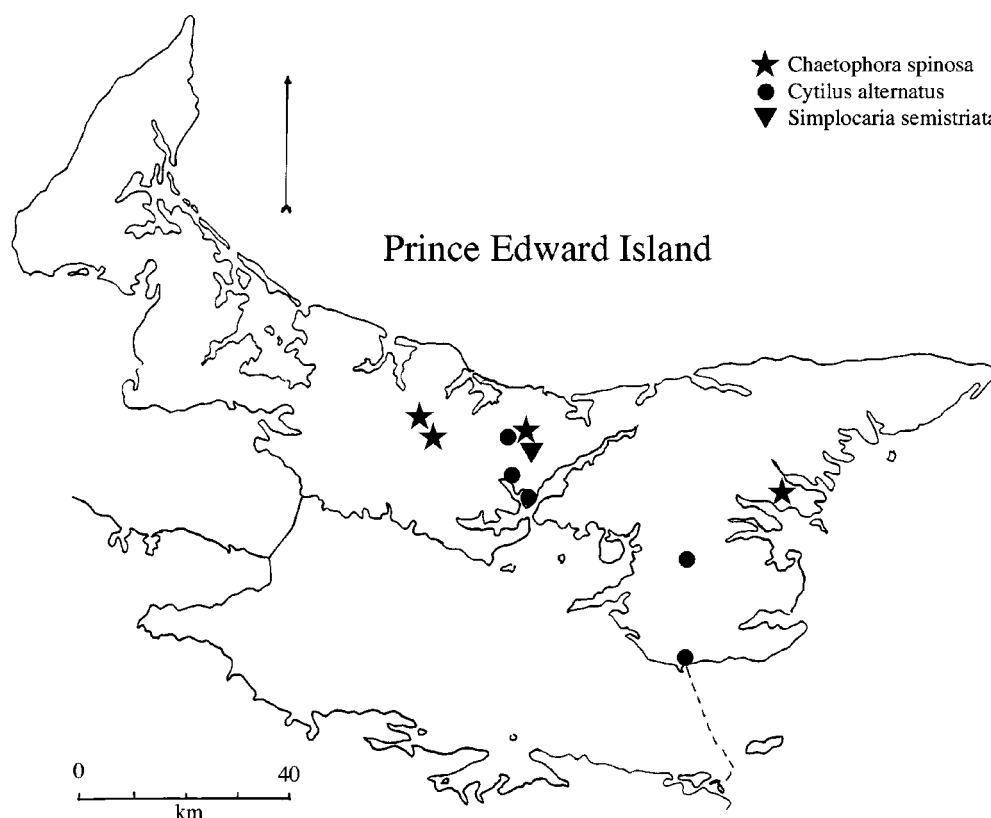 Chaetophora spinosa
Cytilus alternatus
Simplocaria semistriata
Prince Edward Island
0 40
km